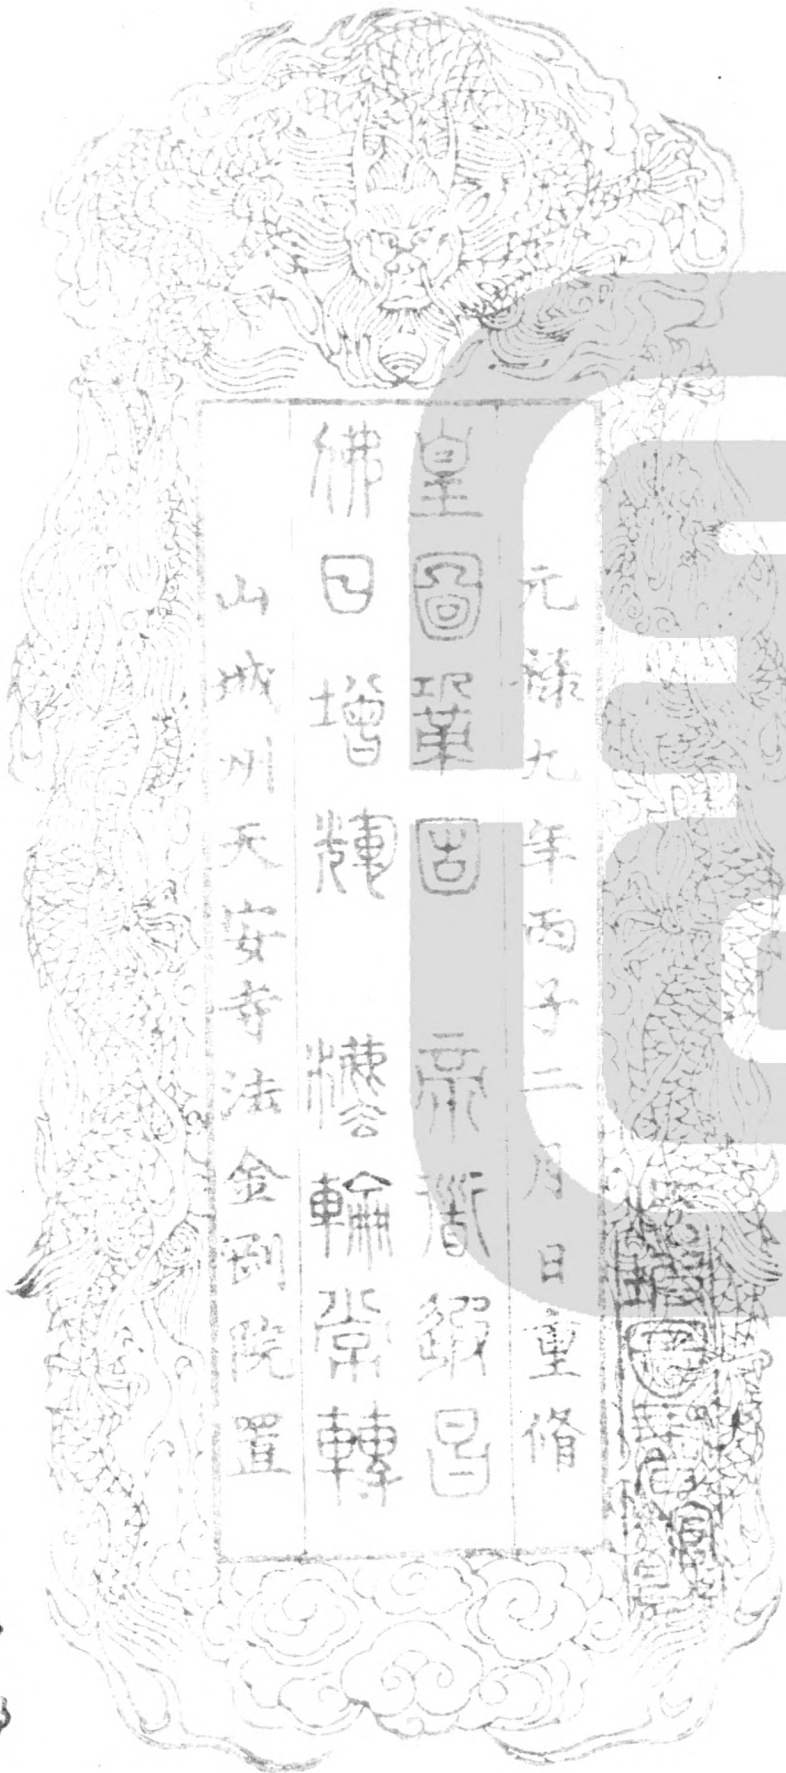 元祿九年丙子二月日重脩
皇圖鞏固 帝道遐昌
佛日增輝 法輪常轉
山城州天安寺法金剛院置